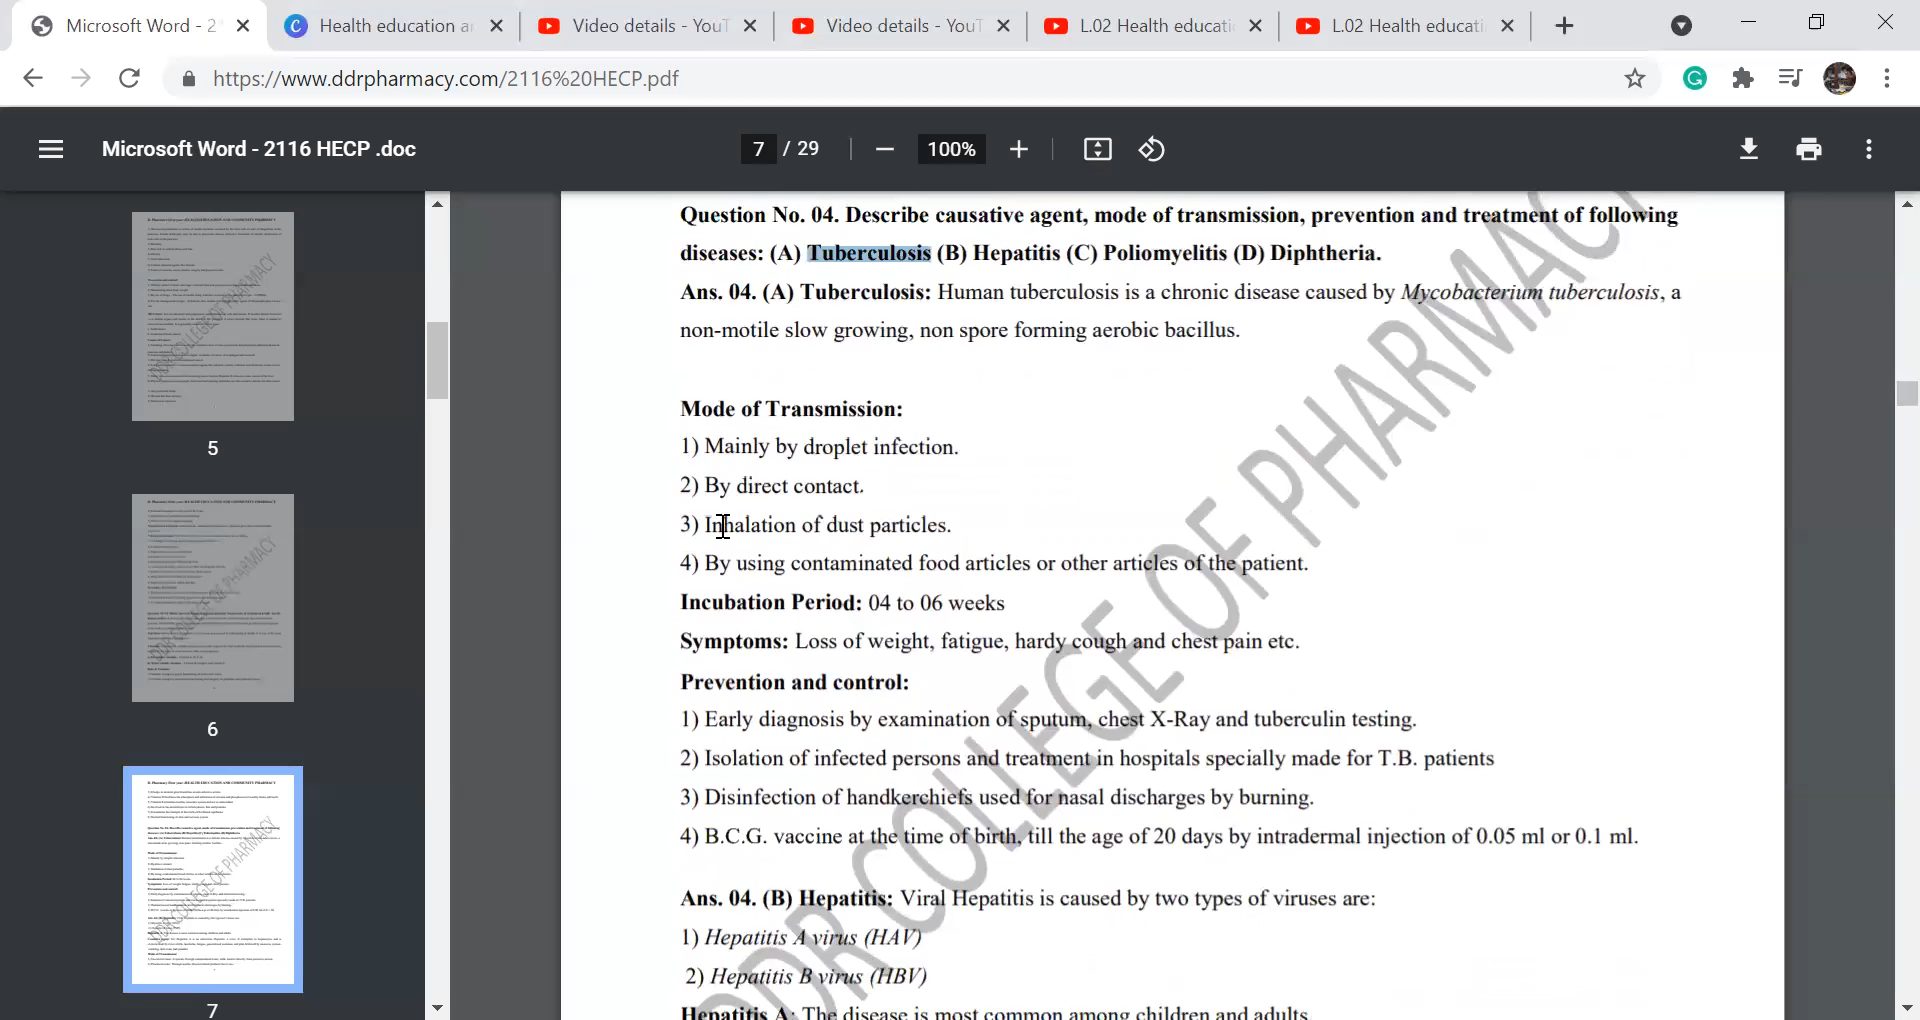 Microsoft Word - 2
Health education a
Video details - YouT
Video details - YouT
L.02 Health educati
L.02 Health educati
https://www.ddrpharmacy.com/2116%20HECP.pdf
Microsoft Word - 2116 HECP .doc
7 / 29
100%
5
6
7
Question No. 04. Describe causative agent, mode of transmission, prevention and treatment of following
diseases: (A) Tuberculosis (B) Hepatitis (C) Poliomyelitis (D) Diphtheria.
Ans. 04. (A) Tuberculosis: Human tuberculosis is a chronic disease caused by Mycobacterium tuberculosis, a
non-motile slow growing, non spore forming aerobic bacillus.
Mode of Transmission:
1) Mainly by droplet infection.
2) By direct contact.
3) Inhalation of dust particles.
4) By using contaminated food articles or other articles of the patient.
Incubation Period: 04 to 06 weeks
Symptoms: Loss of weight, fatigue, hardy cough and chest pain etc.
Prevention and control:
1) Early diagnosis by examination of sputum, chest X-Ray and tuberculin testing.
2) Isolation of infected persons and treatment in hospitals specially made for T.B. patients
3) Disinfection of handkerchiefs used for nasal discharges by burning.
4) B.C.G. vaccine at the time of birth, till the age of 20 days by intradermal injection of 0.05 ml or 0.1 ml.
Ans. 04. (B) Hepatitis: Viral Hepatitis is caused by two types of viruses are:
1) Hepatitis A virus (HAV)
2) Hepatitis B virus (HBV)
Hepatitis A: The disease is most common among children and adults.
DDR COLLEGE OF PHARMACY